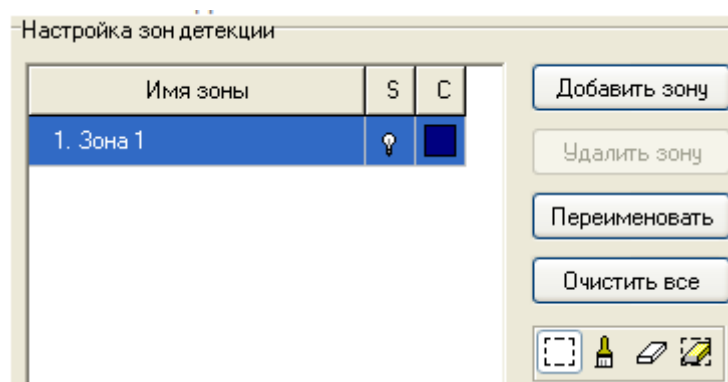 Настройка зон детекции
Имя зоны S C
1. Зона 1
Добавить зону
Удалить зону
Переименовать
Очистить все